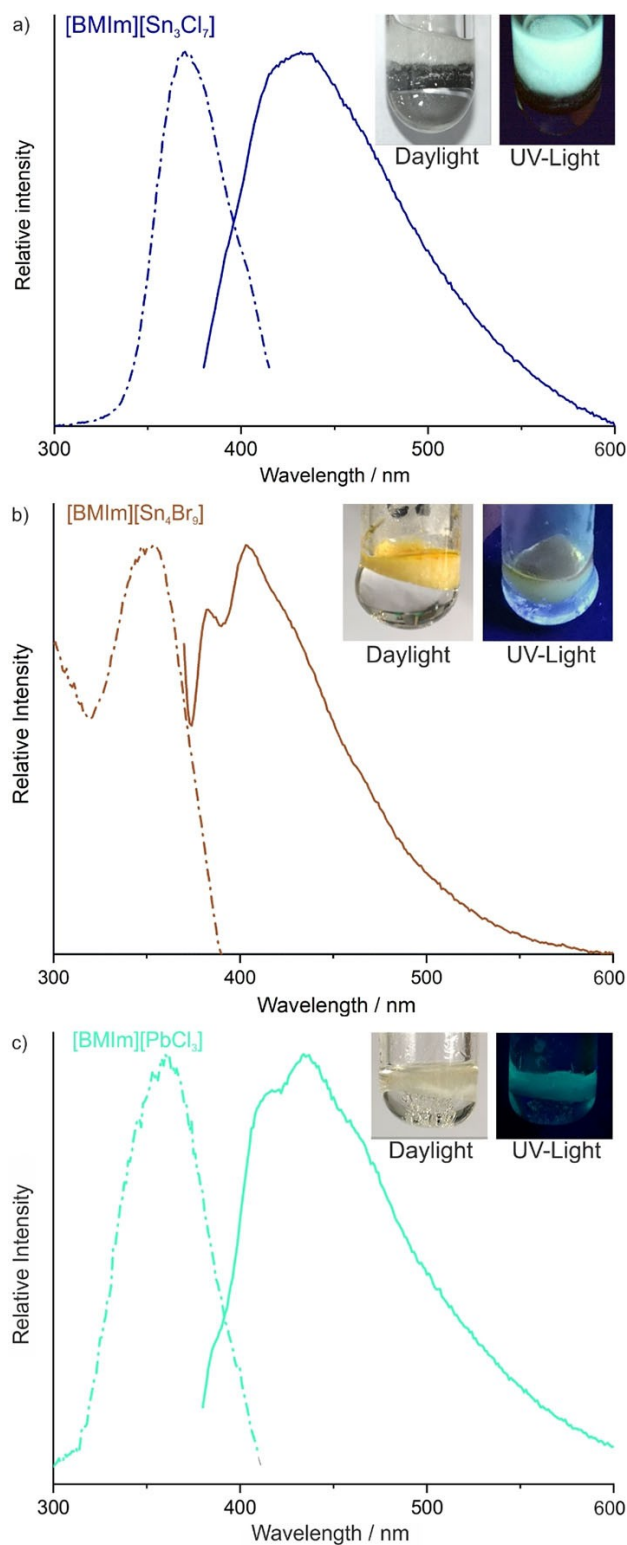 a)
[BMIm][Sn₃Cl₇]
Daylight
UV-Light
Relative intensity
300
400
500
600
Wavelength / nm
b)
[BMIm][Sn₄Br₉]
Daylight
UV-Light
Relative Intensity
300
400
500
600
Wavelength / nm
c)
[BMIm][PbCl₃]
Daylight
UV-Light
Relative Intensity
300
400
500
600
Wavelength / nm